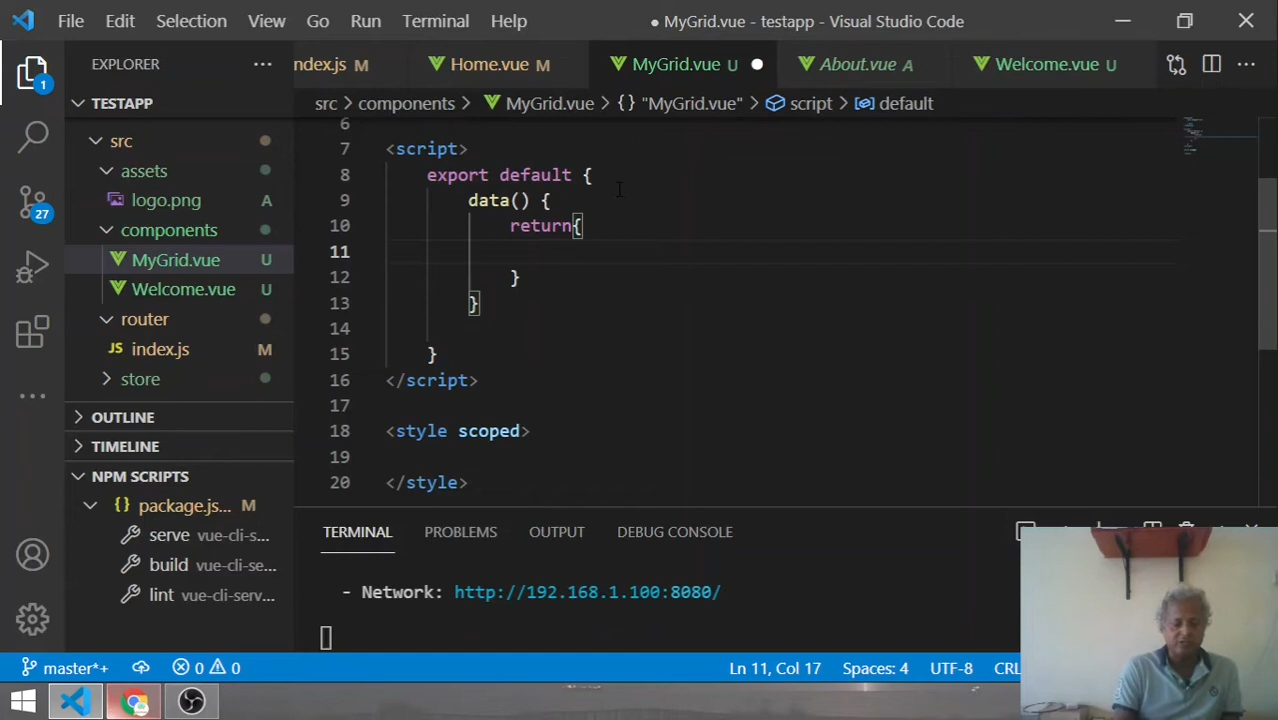 File Edit Selection View Go Run Terminal Help
● MyGrid.vue - testapp - Visual Studio Code
EXPLORER
ndex.js M
Home.vue M
MyGrid.vue U
About.vue A
Welcome.vue U
1
TESTAPP
src > components > MyGrid.vue > {} "MyGrid.vue" > script > default
src
assets
logo.png A
components
MyGrid.vue U
Welcome.vue U
router
JS index.js M
store
27
OUTLINE
TIMELINE
NPM SCRIPTS
{} package.js... M
serve vue-cli-s...
build vue-cli-se...
lint vue-cli-serv...
6
7 <script>
8 export default {
9 data() {
10 return{
11
12 }
13 }
14
15 }
16 </script>
17
18 <style scoped>
19
20 </style>
TERMINAL PROBLEMS OUTPUT DEBUG CONSOLE
- Network: http://192.168.1.100:8080/
master*+ 0 0 Ln 11, Col 17 Spaces: 4 UTF-8 CRL